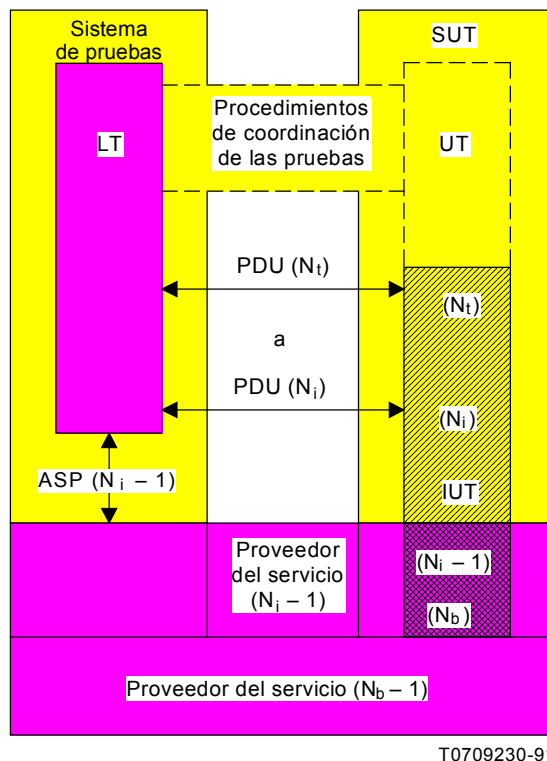 Sistema
de pruebas
SUT
LT
Procedimientos
de coordinación
de las pruebas
UT
PDU (Nt)
(Nt)
a
PDU (Ni)
(Ni)
ASP (Ni – 1)
IUT
Proveedor
del servicio
(Ni – 1)
(Ni – 1)
(Nb)
Proveedor del servicio (Nb – 1)
T0709230-91